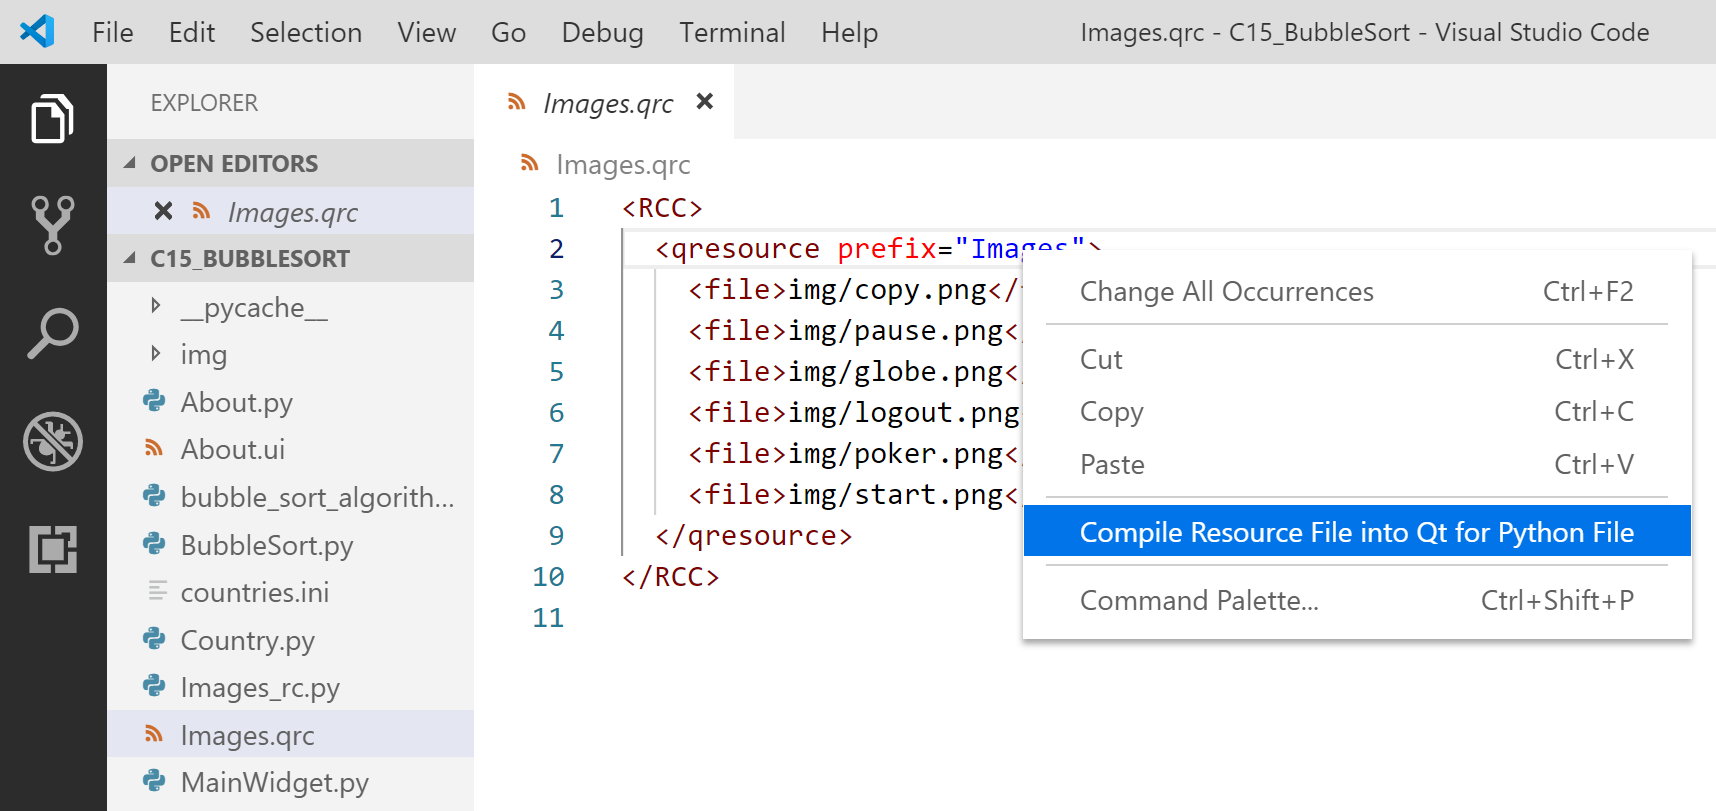 File Edit Selection View Go Debug Terminal Help Images.qrc - C15_BubbleSort - Visual Studio Code
EXPLORER
OPEN EDITORS
Images.qrc
C15_BUBBLESORT
__pycache__
img
About.py
About.ui
bubble_sort_algorith...
BubbleSort.py
countries.ini
Country.py
Images_rc.py
Images.qrc
MainWidget.py
Images.qrc
Images.qrc
1 <RCC>
2 <qresource prefix="Images">
3 <file>img/copy.png</
4 <file>img/pause.png<
5 <file>img/globe.png<
6 <file>img/logout.png
7 <file>img/poker.png<
8 <file>img/start.png<
9 </qresource>
10 </RCC>
11
Change All Occurrences Ctrl+F2
Cut Ctrl+X
Copy Ctrl+C
Paste Ctrl+V
Compile Resource File into Qt for Python File
Command Palette... Ctrl+Shift+P